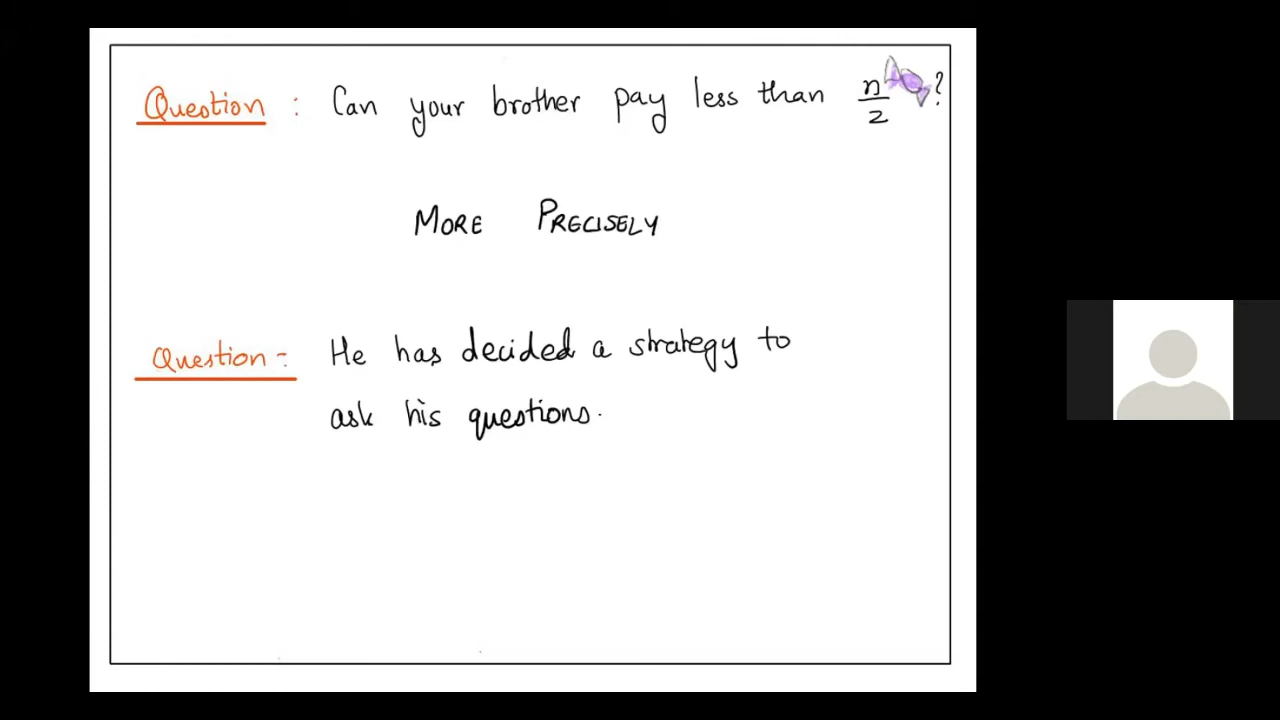 Question : Can your brother pay less than n/2 ?
MORE PRECISELY
Question :- He has decided a strategy to
ask his questions.